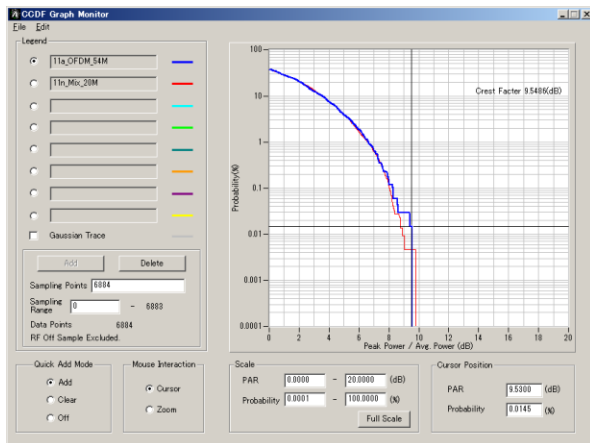 CCDF Graph Monitor
File Edit
Legend
11a_OFDM_54M
11n_Mix_20M
Gaussian Trace
Add Delete
Sampling Points 6884
Sampling Range 0 - 6883
Data Points 6884
RF Off Sample Excluded.
Quick Add Mode
Add
Clear
Off
Mouse Interaction
Cursor
Zoom
Probability(%)
100
10
1
0.1
0.01
0.001
0.0001
Crest Facter 9.5406(dB)
0 2 4 6 8 10 12 14 16 18 20
Peak Power / Avg. Power (dB)
Scale
PAR 0.0000 - 20.0000 (dB)
Probability 0.0001 - 100.0000 (%)
Full Scale
Cursor Position
PAR 9.5300 (dB)
Probability 0.0145 (%)